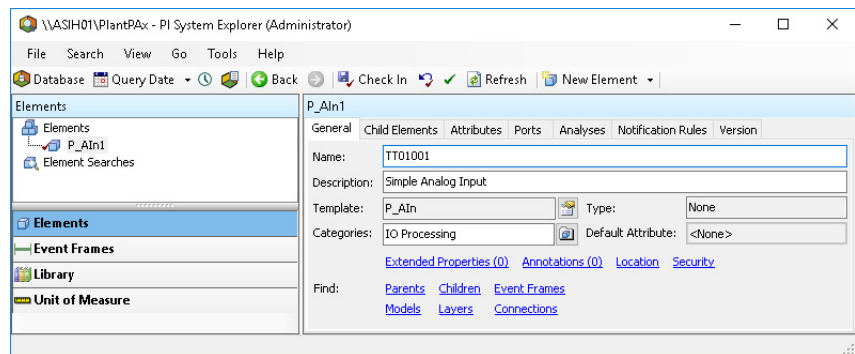 \\ASIH01\PlantPAx - PI System Explorer (Administrator)
File Search View Go Tools Help
Database Query Date Back Check In Refresh New Element
Elements
Elements
P_AIn1
Element Searches
Elements
Event Frames
Library
Unit of Measure
P_AIn1
General Child Elements Attributes Ports Analyses Notification Rules Version
Name: TT01001
Description: Simple Analog Input
Template: P_AIn Type: None
Categories: IO Processing Default Attribute: <None>
Extended Properties (0) Annotations (0) Location Security
Find: Parents Children Event Frames
Models Layers Connections